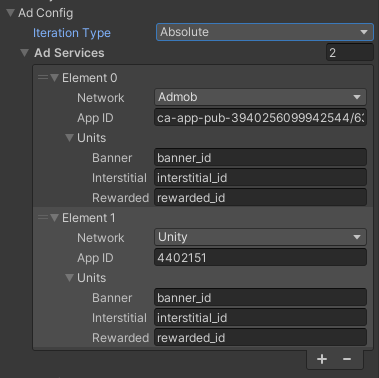 Ad Config
Iteration Type Absolute
Ad Services 2
Element 0
Network Admob
App ID ca-app-pub-3940256099942544/63
Units
Banner banner_id
Interstitial interstitial_id
Rewarded rewarded_id
Element 1
Network Unity
App ID 4402151
Units
Banner banner_id
Interstitial interstitial_id
Rewarded rewarded_id
+ −